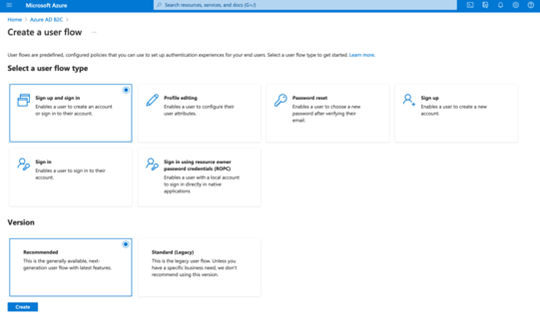 Microsoft Azure
Search resources, services, and docs (G+/)
Home > Azure AD B2C >
Create a user flow ...
User flows are predefined, configured policies that you can use to set up authentication experiences for your end users. Select a user flow type to get started. Learn more.
Select a user flow type
Sign up and sign in
Enables a user to create an account
or sign in to their account.
Profile editing
Enables a user to configure their
user attributes.
Password reset
Enables a user to choose a new
password after verifying their
email.
Sign up
Enables a user to create a new
account.
Sign in
Enables a user to sign in to their
account.
Sign in using resource owner
password credentials (ROPC)
Enables a user with a local account
to sign in directly in native
applications
Version
Recommended
This is the generally available, next-
generation user flow with latest features.
Standard (Legacy)
This is the legacy user flow. Unless you
have a specific business need, we don't
recommend using this version.
Create